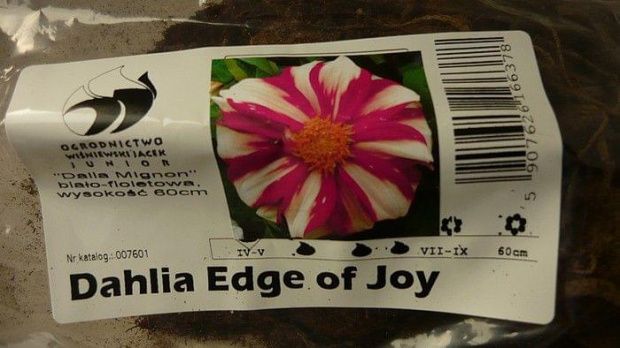 OGRODNICTWO
WIŚNIEWSKI JACEK
JUNIOR
"Dalia Mignon"
biało-fioletowa,
wysokość 60cm
5 907626 166378
Nr katalog.: 007601
IV-V VII-IX 60cm
Dahlia Edge of Joy